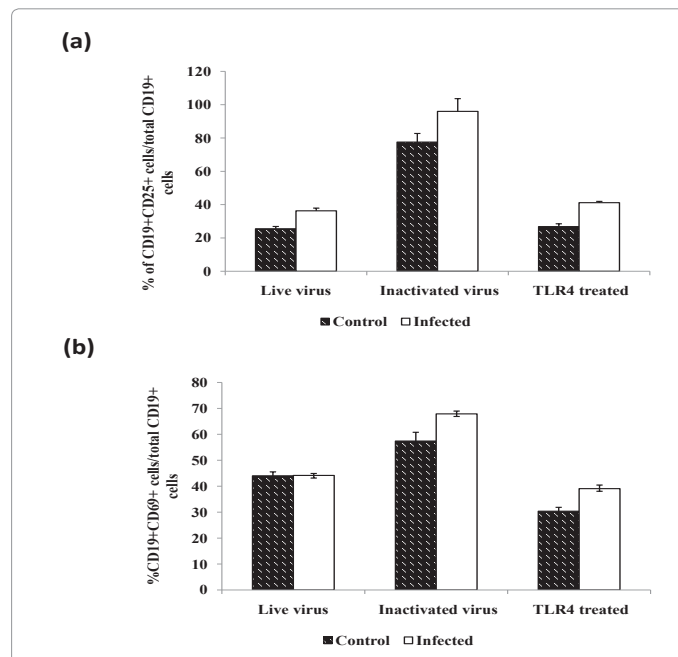 (a)
% of CD19+CD25+ cells/total CD19+
cells
120
100
80
60
40
20
0
Live virus Inactivated virus TLR4 treated
Control Infected
(b)
%CD19+CD69+ cells/total CD19+
cells
80
70
60
50
40
30
20
10
0
Live virus Inactivated virus TLR4 treated
Control Infected